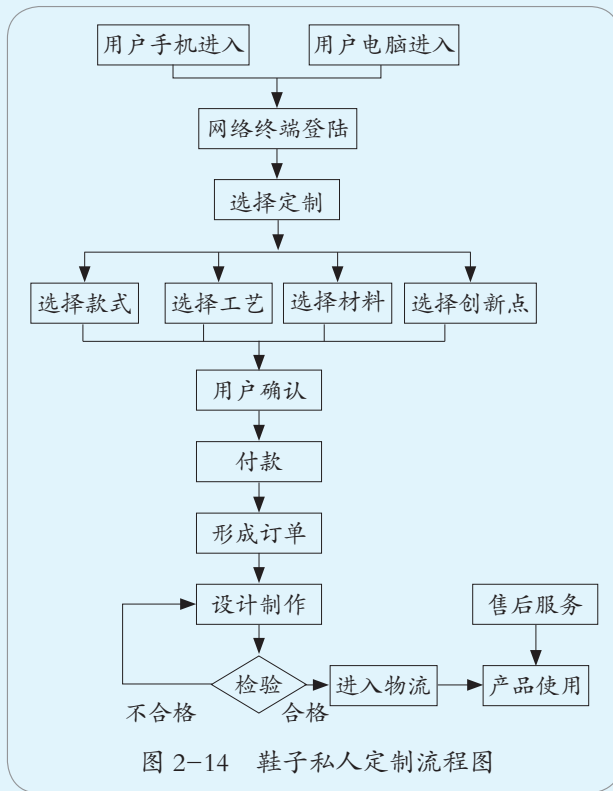 用户手机进入 用户电脑进入
网络终端登陆
选择定制
选择款式 选择工艺 选择材料 选择创新点
用户确认
付款
形成订单
设计制作 售后服务
检验 进入物流 产品使用
不合格 合格
图 2-14 鞋子私人定制流程图